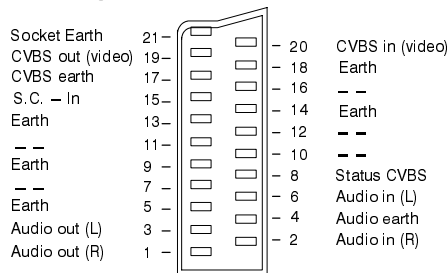 Socket Earth 21 –
CVBS out (video) 19 –
CVBS earth 17 –
S.C. – In 15 –
Earth 13 –
– – 11 –
Earth 9 –
– – 7 –
Earth 5 –
Audio out (L) 3 –
Audio out (R) 1 –
– 20 CVBS in (video)
– 18 Earth
– 16 – –
– 14 Earth
– 12 – –
– 10 – –
– 8 Status CVBS
– 6 Audio in (L)
– 4 Audio earth
– 2 Audio in (R)